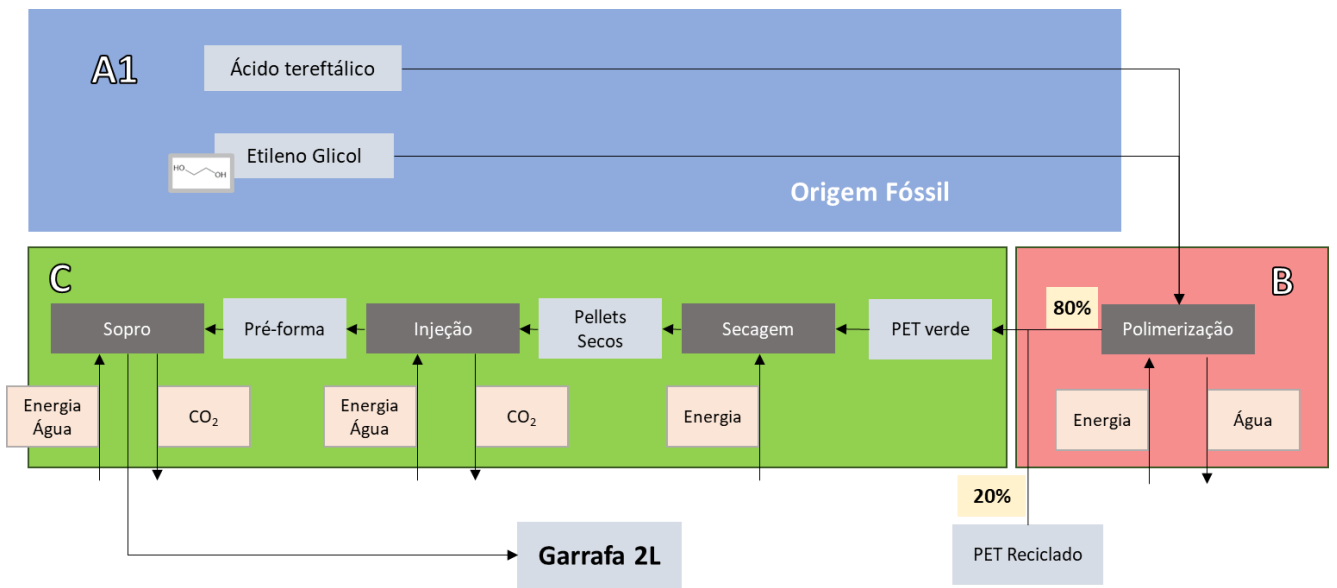 A1
Ácido tereftálico
Etileno Glicol
HO
OH
Origem Fóssil
C
B
80%
Sopro
Pré-forma
Injeção
Pellets
Secos
Secagem
PET verde
Polimerização
Energia
Água
CO₂
Energia
Água
CO₂
Energia
Energia
Água
20%
Garrafa 2L
PET Reciclado